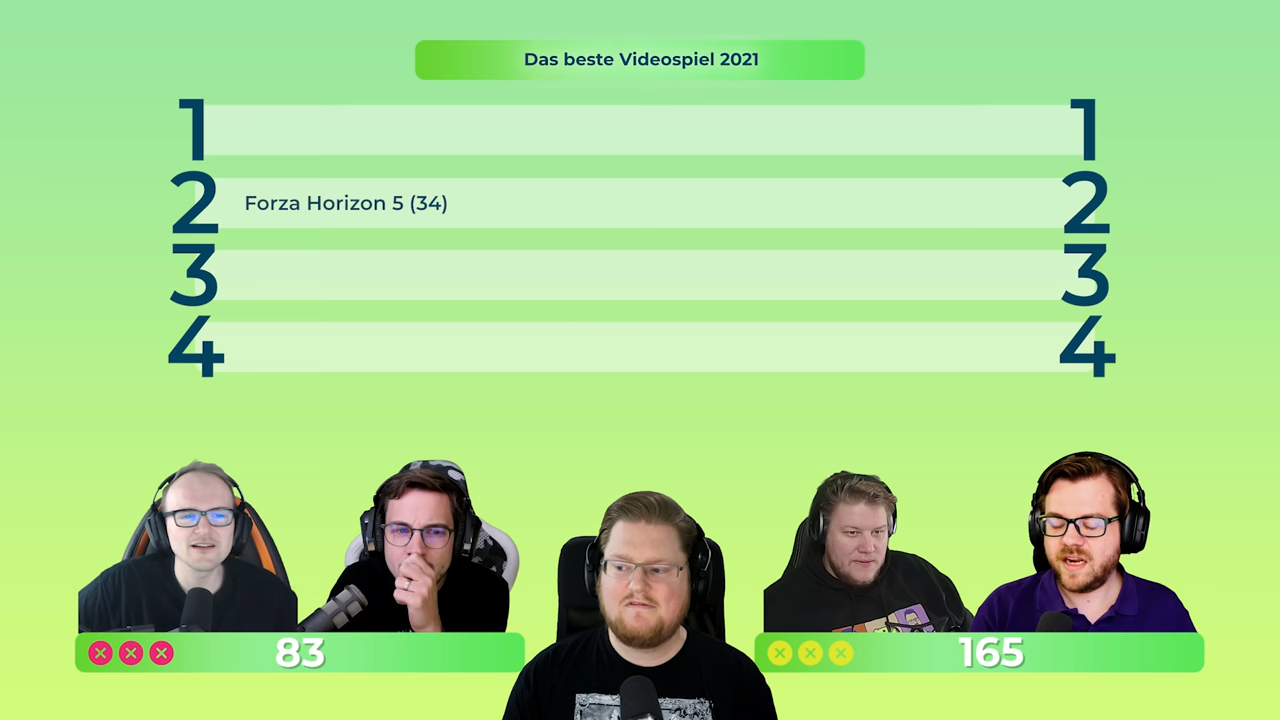 Das beste Videospiel 2021
1 1
2 Forza Horizon 5 (34) 2
3 3
4 4
83 165